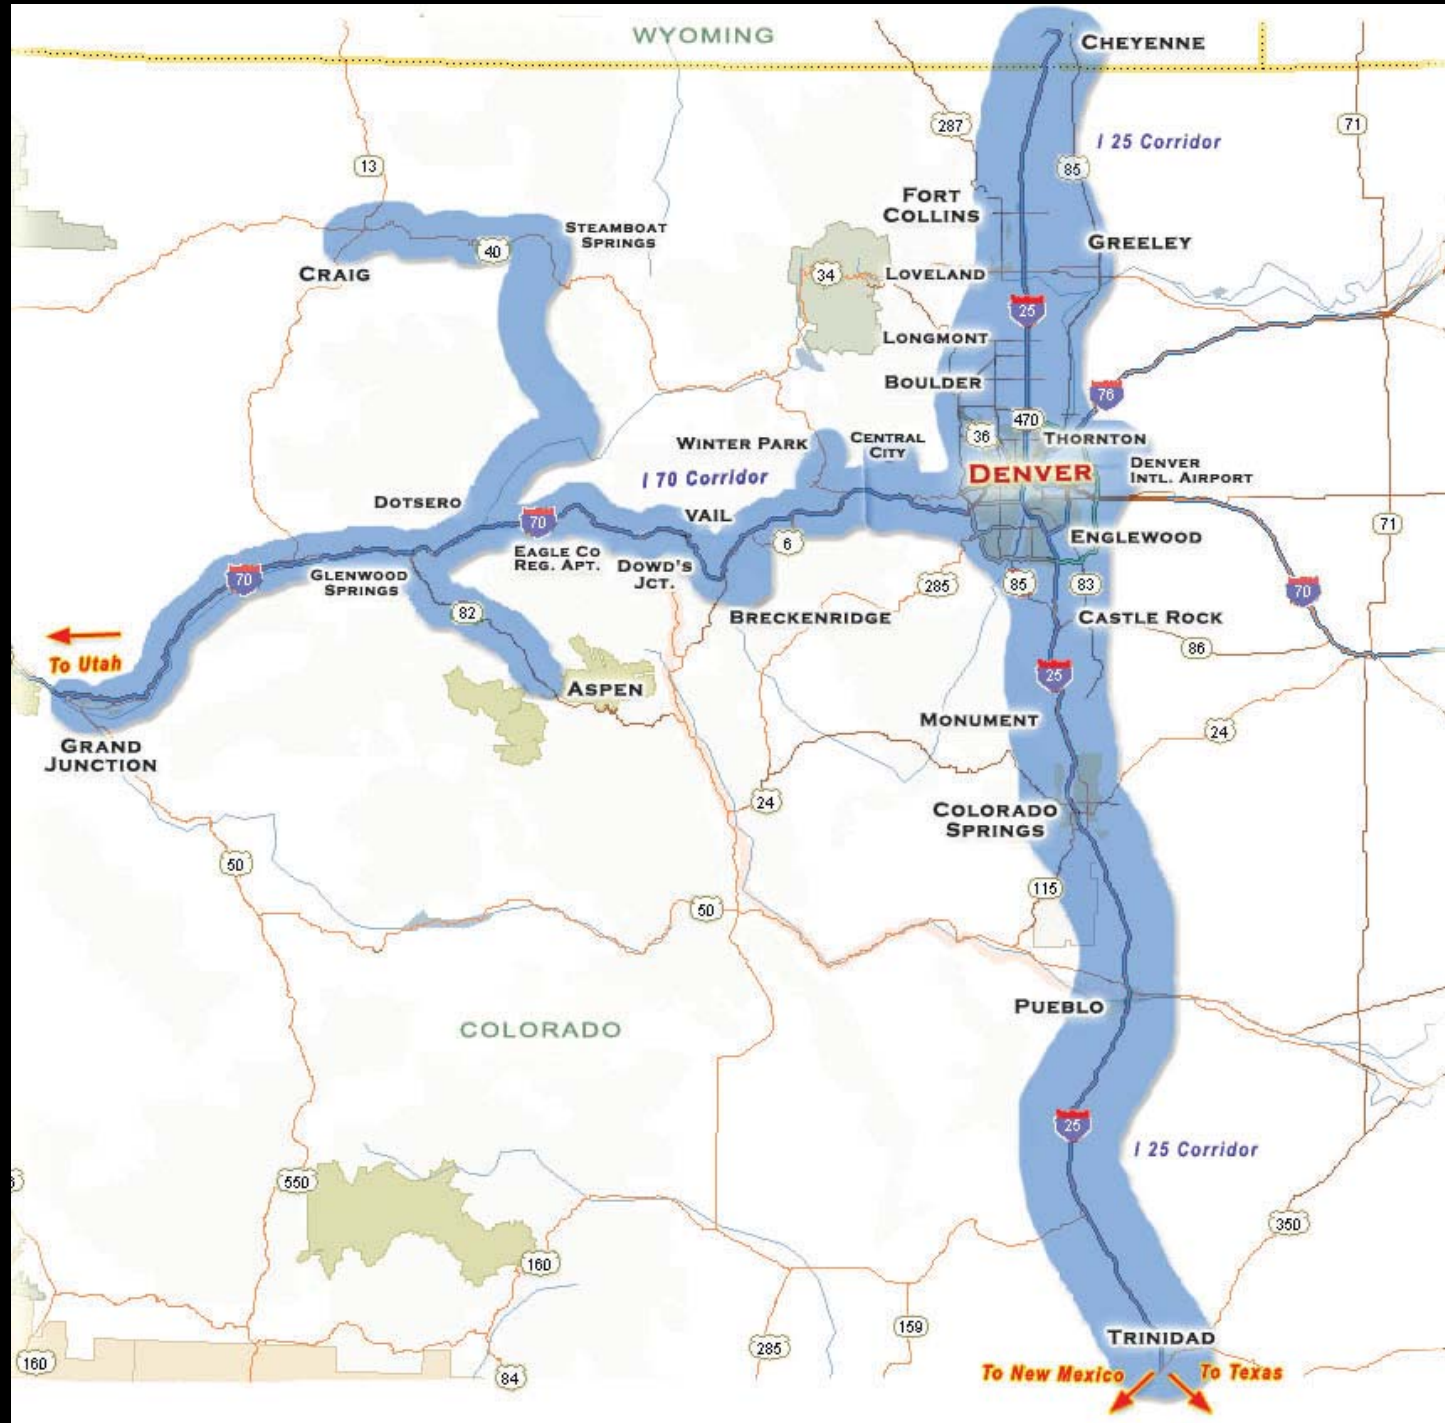 WYOMING
CHEYENNE
287
I 25 Corridor
71
13
85
FORT
COLLINS
STEAMBOAT
SPRINGS
40
GREELEY
CRAIG
34
LOVELAND
25
LONGMONT
BOULDER
76
470
36
THORNTON
WINTER PARK
CENTRAL
CITY
I 70 Corridor
DENVER
DENVER
INTL. AIRPORT
DOTSERO
VAIL
70
71
6
ENGLEWOOD
EAGLE CO
REG. APT.
DOWD'S
JCT.
GLENWOOD
SPRINGS
70
285
85
83
70
82
BRECKENRIDGE
CASTLE ROCK
To Utah
86
25
ASPEN
MONUMENT
24
GRAND
JUNCTION
24
COLORADO
SPRINGS
50
115
50
PUEBLO
COLORADO
25
I 25 Corridor
550
350
160
159
TRINIDAD
285
160
84
To New Mexico
To Texas